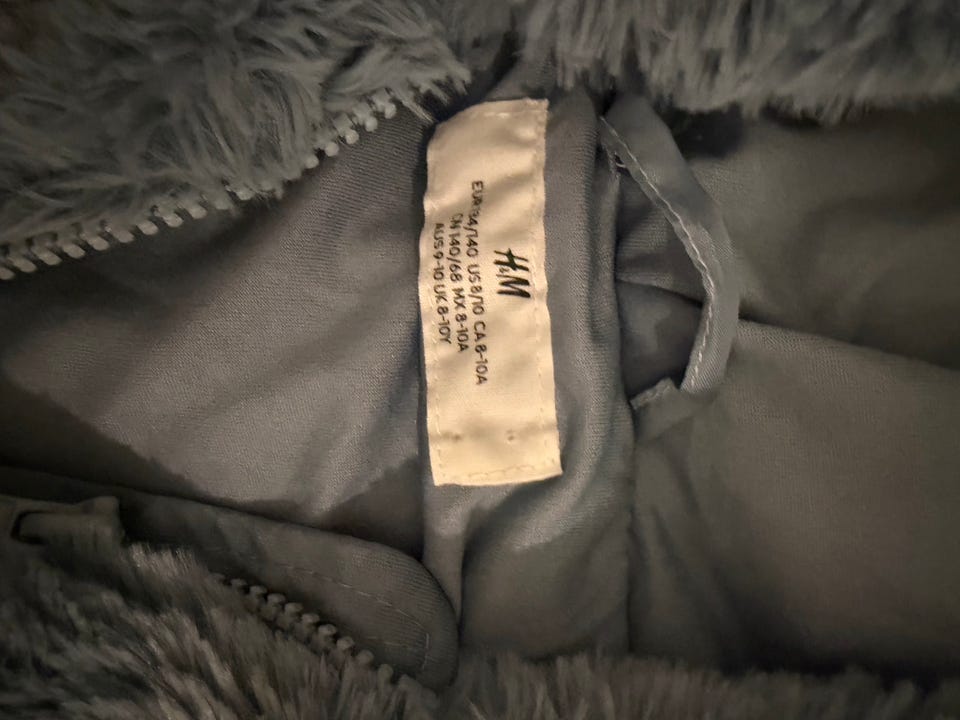 H&M
EUR 134/140 US 8/10 CA 8-10A
CN 140/68 MX 8-10A
AUS 9-10 UK 8-10Y